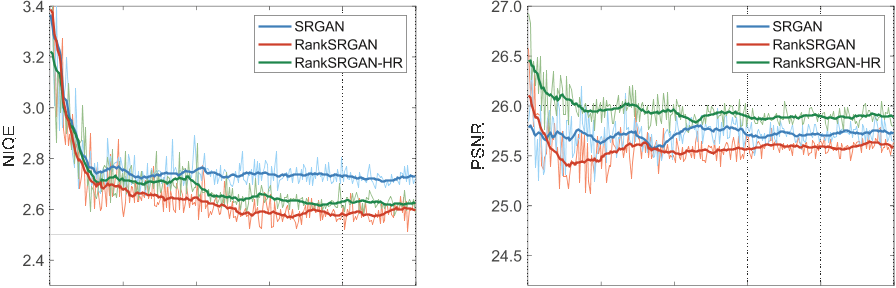 3.4
3.2
3.0
2.8
2.6
2.4
NIQE
SRGAN
RankSRGAN
RankSRGAN-HR
27.0
26.5
26.0
25.5
25.0
24.5
PSNR
SRGAN
RankSRGAN
RankSRGAN-HR